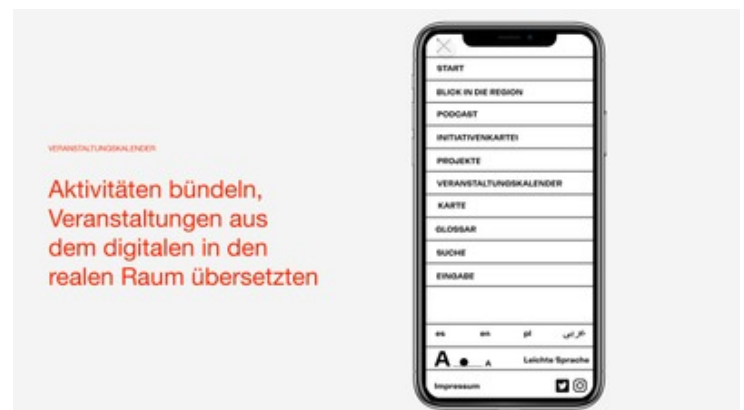 VERANSTALTUNGSKALENDER
Aktivitäten bündeln,
Veranstaltungen aus
dem digitalen in den
realen Raum übersetzten
START
BLICK IN DIE REGION
PODCAST
INITIATIVENKARTEI
PROJEKTE
VERANSTALTUNGSKALENDER
KARTE
GLOSSAR
SUCHE
EINGABE
es en pl عربي
A A Leichte Sprache
Impressum